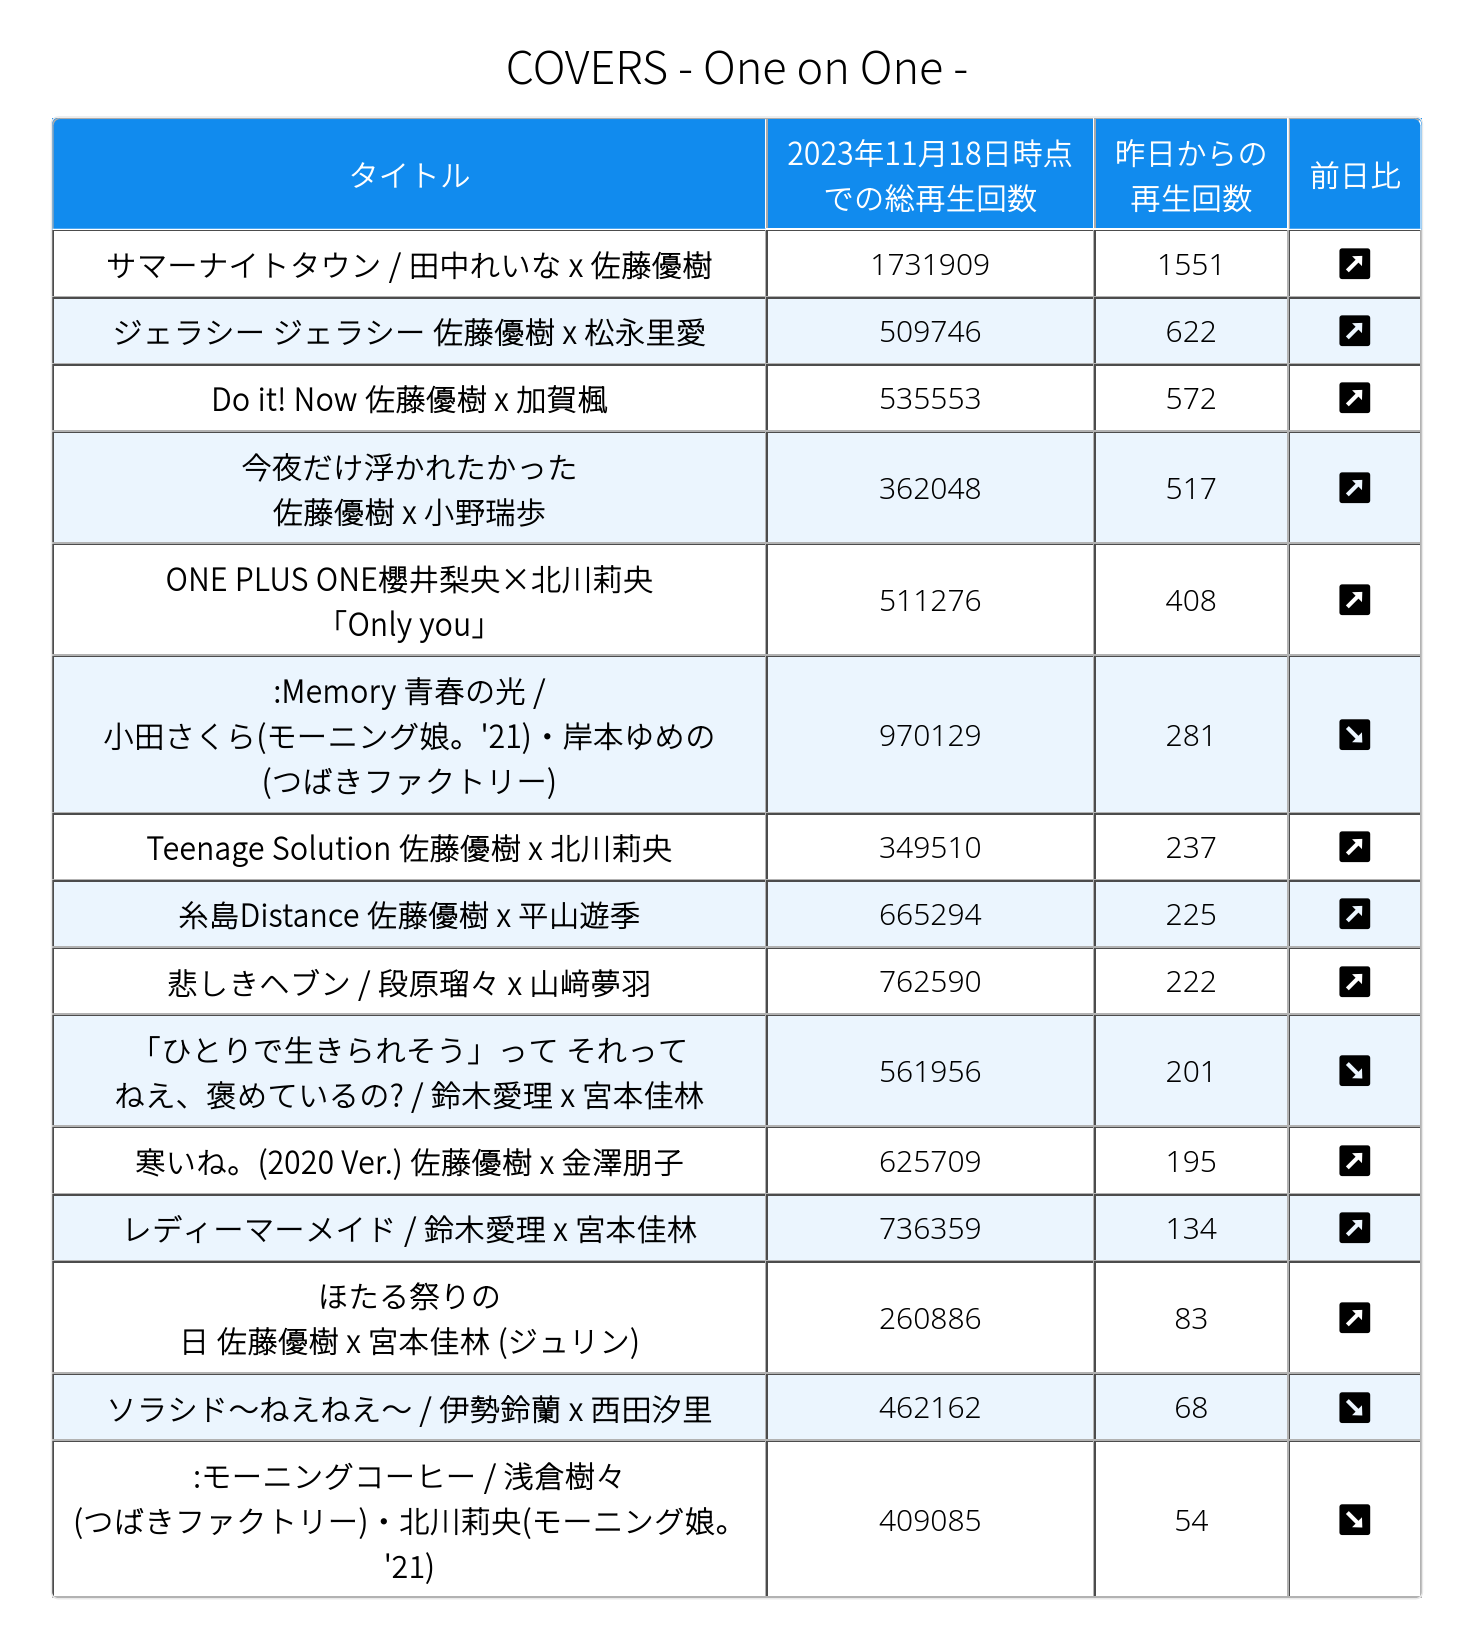 COVERS - One on One -
タイトル
2023年11月18日時点
での総再生回数
昨日からの
再生回数
前日比
サマーナイトタウン / 田中れいな x 佐藤優樹
1731909
1551
ジェラシー ジェラシー 佐藤優樹 x 松永里愛
509746
622
Do it! Now 佐藤優樹 x 加賀楓
535553
572
今夜だけ浮かれたかった
佐藤優樹 x 小野瑞歩
362048
517
ONE PLUS ONE櫻井梨央×北川莉央
「Only you」
511276
408
:Memory 青春の光 /
小田さくら(モーニング娘。'21)・岸本ゆめの
(つばきファクトリー)
970129
281
Teenage Solution 佐藤優樹 x 北川莉央
349510
237
糸島Distance 佐藤優樹 x 平山遊季
665294
225
悲しきヘブン / 段原瑠々 x 山﨑夢羽
762590
222
「ひとりで生きられそう」って それって
ねえ、褒めているの? / 鈴木愛理 x 宮本佳林
561956
201
寒いね。(2020 Ver.) 佐藤優樹 x 金澤朋子
625709
195
レディーマーメイド / 鈴木愛理 x 宮本佳林
736359
134
ほたる祭りの
日 佐藤優樹 x 宮本佳林 (ジュリン)
260886
83
ソラシド～ねえねえ～ / 伊勢鈴蘭 x 西田汐里
462162
68
:モーニングコーヒー / 浅倉樹々
(つばきファクトリー)・北川莉央(モーニング娘。
'21)
409085
54